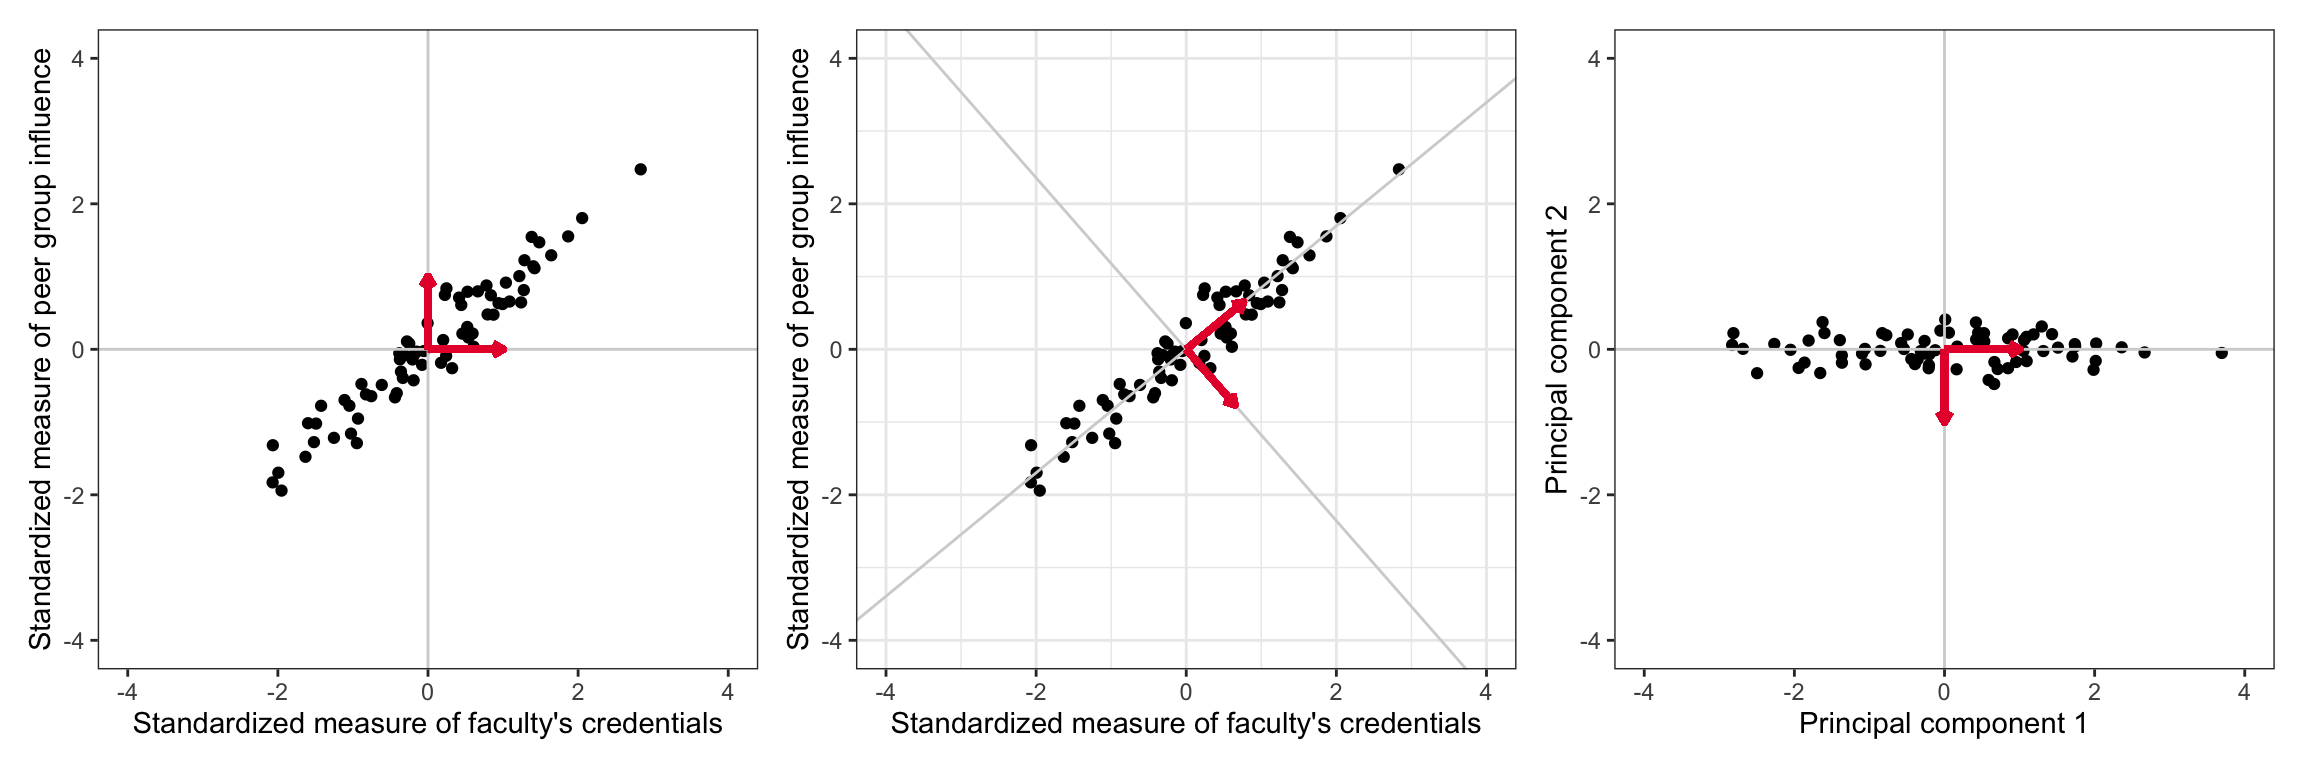 Standardized measure of peer group influence
4
2
0
-2
-4
-4 -2 0 2 4
Standardized measure of faculty's credentials
Standardized measure of peer group influence
4
2
0
-2
-4
-4 -2 0 2 4
Standardized measure of faculty's credentials
Principal component 2
4
2
0
-2
-4
-4 -2 0 2 4
Principal component 1